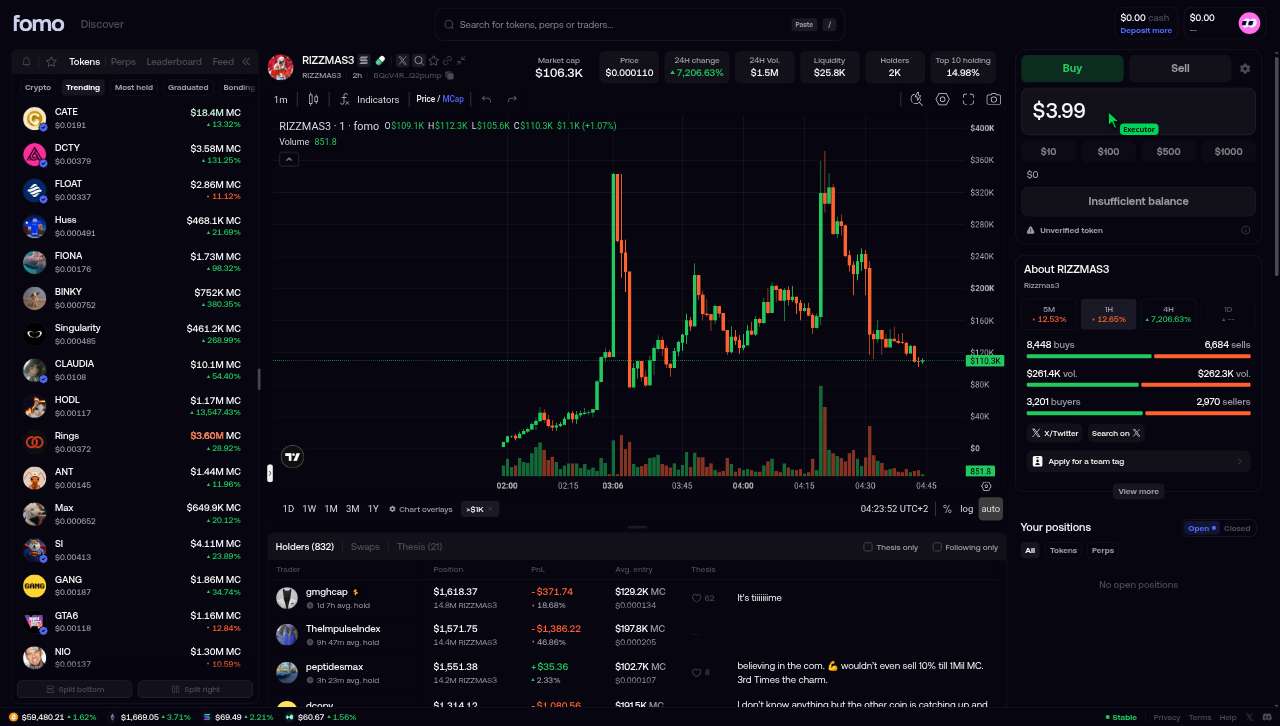 fomo
Discover
Search for tokens, perps or traders...
Paste
/
$0.00 cash
Deposit more
$0.00
—
Tokens Perps Leaderboard Feed
Crypto Trending Most held Graduated Bonding
CATE $18.4M MC
$0.0191 13.32%
DCTY $3.58M MC
$0.00379 131.25%
FLOAT $2.86M MC
$0.00337 11.12%
Huss $468.1K MC
$0.000491 21.69%
FIONA $1.73M MC
$0.00176 98.32%
BINKY $752K MC
$0.000752 380.35%
Singularity $461.2K MC
$0.000485 268.99%
CLAUDIA $10.1M MC
$0.0108 54.40%
HODL $1.17M MC
$0.00117 13,547.43%
Rings $3.60M MC
$0.00372 28.92%
ANT $1.44M MC
$0.00145 11.96%
Max $649.9K MC
$0.000652 20.12%
SI $4.11M MC
$0.00413 23.89%
GANG $1.86M MC
$0.00187 34.74%
GTA6 $1.16M MC
$0.00118 12.84%
NIO $1.30M MC
$0.00137 10.59%
Split bottom Split right
RIZZMAS3
RIZZMAS3 2h 6QcV4R...Q2pump
Market cap
$106.3K
Price
$0.000110
24H change
7,206.63%
24H Vol.
$1.5M
Liquidity
$25.8K
Holders
2K
Top 10 holding
14.98%
1m Indicators Price / MCap
RIZZMAS3 · 1 · fomo O$109.1K H$112.3K L$105.6K C$110.3K $1.1K (+1.07%)
Volume 851.8
$400K
$360K
$320K
$280K
$240K
$200K
$160K
$120K
$110.3K
$80K
$40K
$0
851.8
02:00 02:15 03:06 03:45 04:00 04:15 04:30 04:45
1D 1W 1M 3M 1Y Chart overlays >$1K
04:23:52 UTC+2 % log auto
Holders (832) Swaps Thesis (21)
Thesis only Following only
Trader Position PnL Avg. entry Thesis
gmghcap $1,618.37 -$371.74 $129.2K MC
1d 7h avg. hold 14.8M RIZZMAS3 18.68% $0.000134
62 It's tiiiiiiime
TheImpulseIndex $1,571.75 -$1,386.22 $197.8K MC
9h 47m avg. hold 14.4M RIZZMAS3 46.86% $0.000205
peptidesmax $1,551.38 +$35.36 $102.7K MC
3h 23m avg. hold 14.2M RIZZMAS3 2.33% $0.000107
8 believing in the com. 💪 wouldn't even sell 10% till 1Mil MC.
3rd Times the charm.
dcopy $1,314.12 -$1,080.56 $191.5K MC I don't know anything but the other coin is catching up and
Buy Sell
$3.99
Executor
$10 $100 $500 $1000
$0
Insufficient balance
Unverified token
About RIZZMAS3
Rizzmas3
5M 1H 4H 1D
12.53% 12.65% 7,206.63% --
8,448 buys 6,684 sells
$261.4K vol. $262.3K vol.
3,201 buyers 2,970 sellers
X/Twitter Search on X
Apply for a team tag
View more
Your positions
Open Closed
All Tokens Perps
No open positions
$59,480.21 1.62% $1,669.05 3.71% $69.49 2.21% $60.67 1.56%
Stable Privacy Terms Help